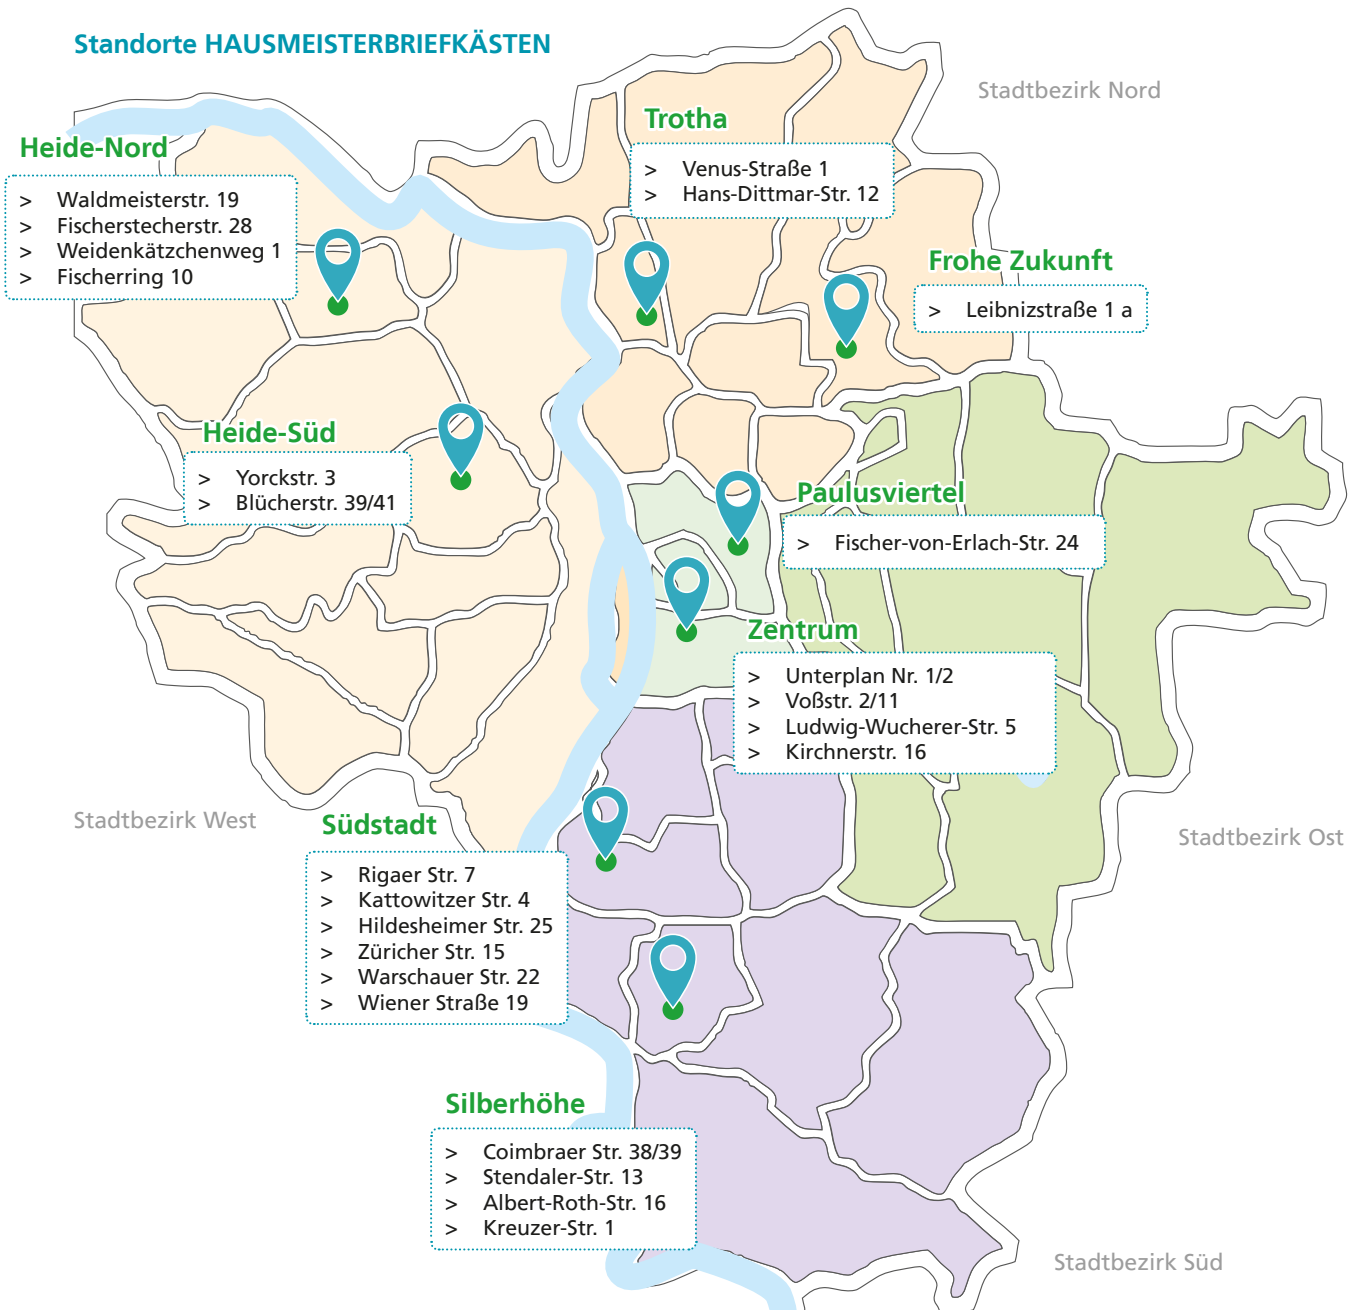 Standorte HAUSMEISTERBRIEFKÄSTEN
Stadtbezirk Nord
Trotha
> Venus-Straße 1
> Hans-Dittmar-Str. 12
Heide-Nord
> Waldmeisterstr. 19
> Fischerstecherstr. 28
> Weidenkätzchenweg 1
> Fischerring 10
Frohe Zukunft
> Leibnizstraße 1 a
Heide-Süd
> Yorckstr. 3
> Blücherstr. 39/41
Paulusviertel
> Fischer-von-Erlach-Str. 24
Zentrum
> Unterplan Nr. 1/2
> Voßstr. 2/11
> Ludwig-Wucherer-Str. 5
> Kirchnerstr. 16
Stadtbezirk West
Südstadt
> Rigaer Str. 7
> Kattowitzer Str. 4
> Hildesheimer Str. 25
> Züricher Str. 15
> Warschauer Str. 22
> Wiener Straße 19
Stadtbezirk Ost
Silberhöhe
> Coimbraer Str. 38/39
> Stendaler-Str. 13
> Albert-Roth-Str. 16
> Kreuzer-Str. 1
Stadtbezirk Süd